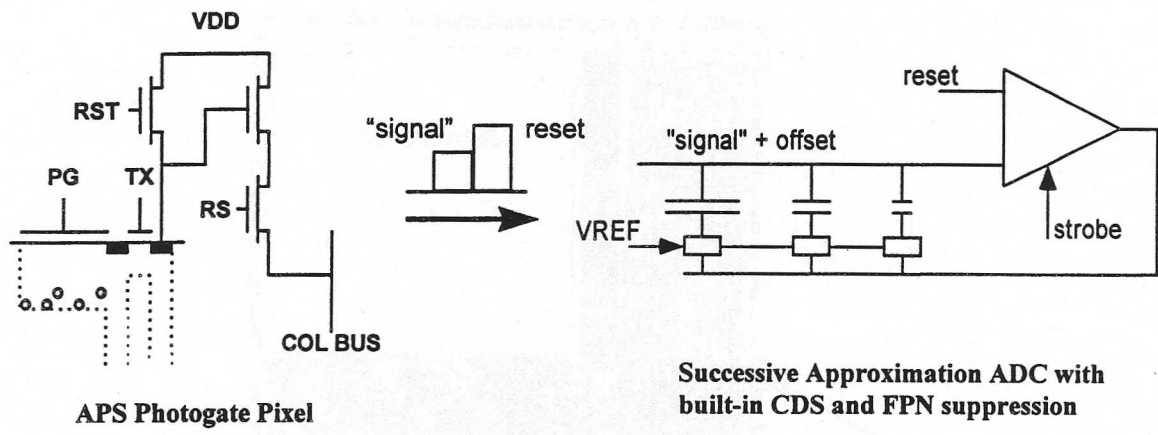 VDD
RST
PG
TX
RS
COL BUS
APS Photogate Pixel
“signal”
reset
reset
"signal" + offset
VREF
strobe
Successive Approximation ADC with
built-in CDS and FPN suppression